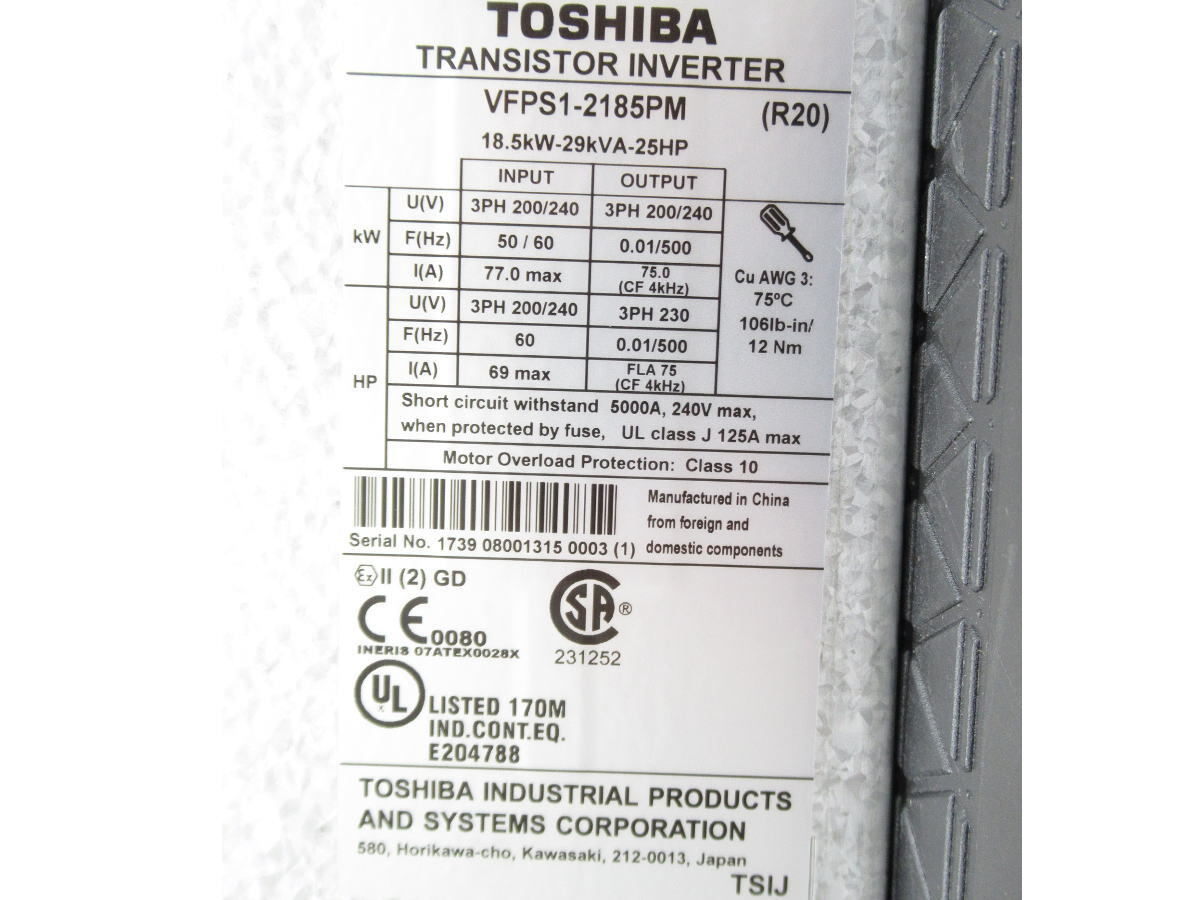 TOSHIBA
TRANSISTOR INVERTER
VFPS1-2185PM (R20)
18.5kW-29kVA-25HP
INPUT OUTPUT
kW
U(V) 3PH 200/240 3PH 200/240
F(Hz) 50 / 60 0.01/500
I(A) 77.0 max 75.0
(CF 4kHz)
HP
U(V) 3PH 200/240 3PH 230
F(Hz) 60 0.01/500
I(A) 69 max FLA 75
(CF 4kHz)
Cu AWG 3:
75ºC
106lb-in/
12 Nm
Short circuit withstand 5000A, 240V max,
when protected by fuse, UL class J 125A max
Motor Overload Protection: Class 10
Serial No. 1739 08001315 0003 (1)
Manufactured in China
from foreign and
domestic components
Ex II (2) GD
CE 0080
INERIS 07ATEX0028X
SA ®
231252
UL
LISTED 170M
IND.CONT.EQ.
E204788
TOSHIBA INDUSTRIAL PRODUCTS
AND SYSTEMS CORPORATION
580, Horikawa-cho, Kawasaki, 212-0013, Japan
TSIJ